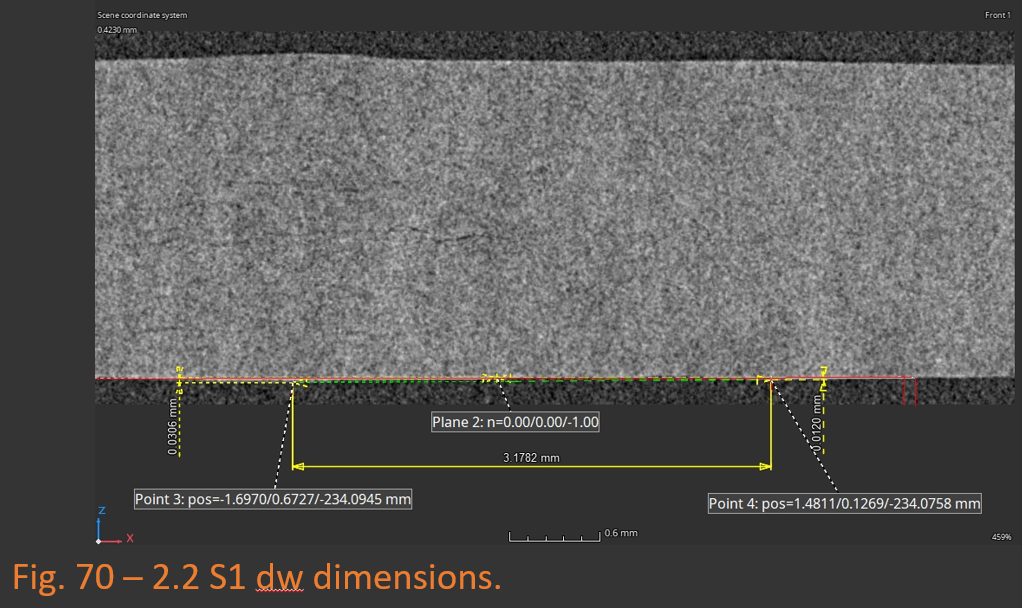 Scene coordinate system
Front 1
0.4230 mm
0.0306 mm
0.0120 mm
Plane 2: n=0.00/0.00/-1.00
3.1782 mm
Point 3: pos=-1.6970/0.6727/-234.0945 mm
Point 4: pos=1.4811/0.1269/-234.0758 mm
Z
X
0.6 mm
459%
Fig. 70 – 2.2 S1 dw dimensions.